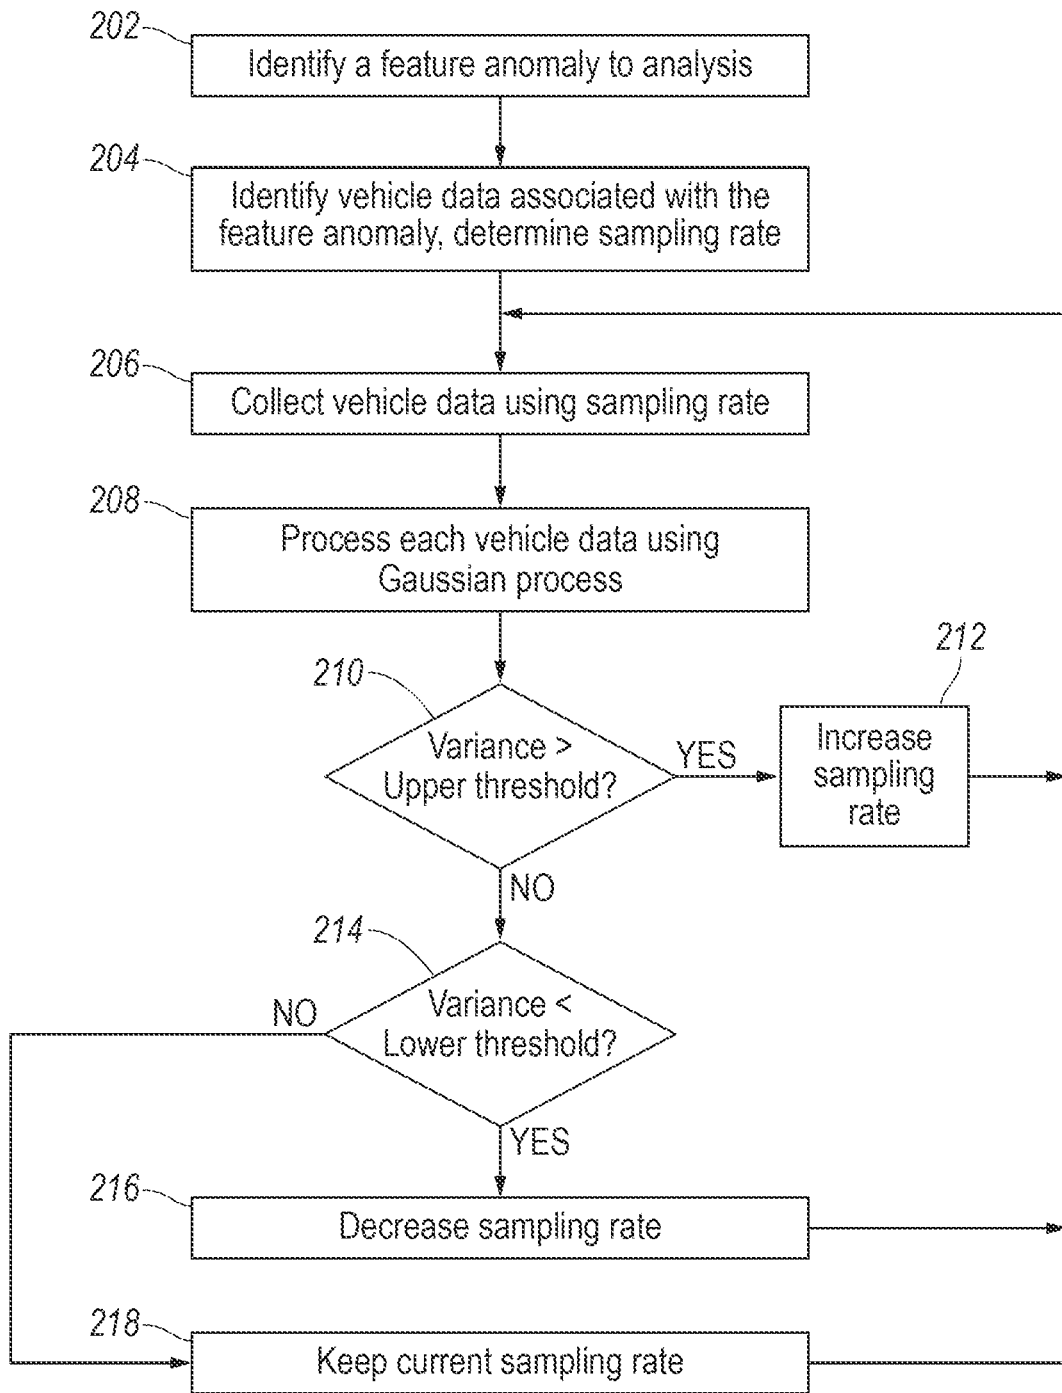 202
Identify a feature anomaly to analysis
204
Identify vehicle data associated with the
feature anomaly, determine sampling rate
206
Collect vehicle data using sampling rate
208
Process each vehicle data using
Gaussian process
210
Variance >
Upper threshold?
YES
212
Increase
sampling
rate
NO
214
Variance <
Lower threshold?
NO
YES
216
Decrease sampling rate
218
Keep current sampling rate